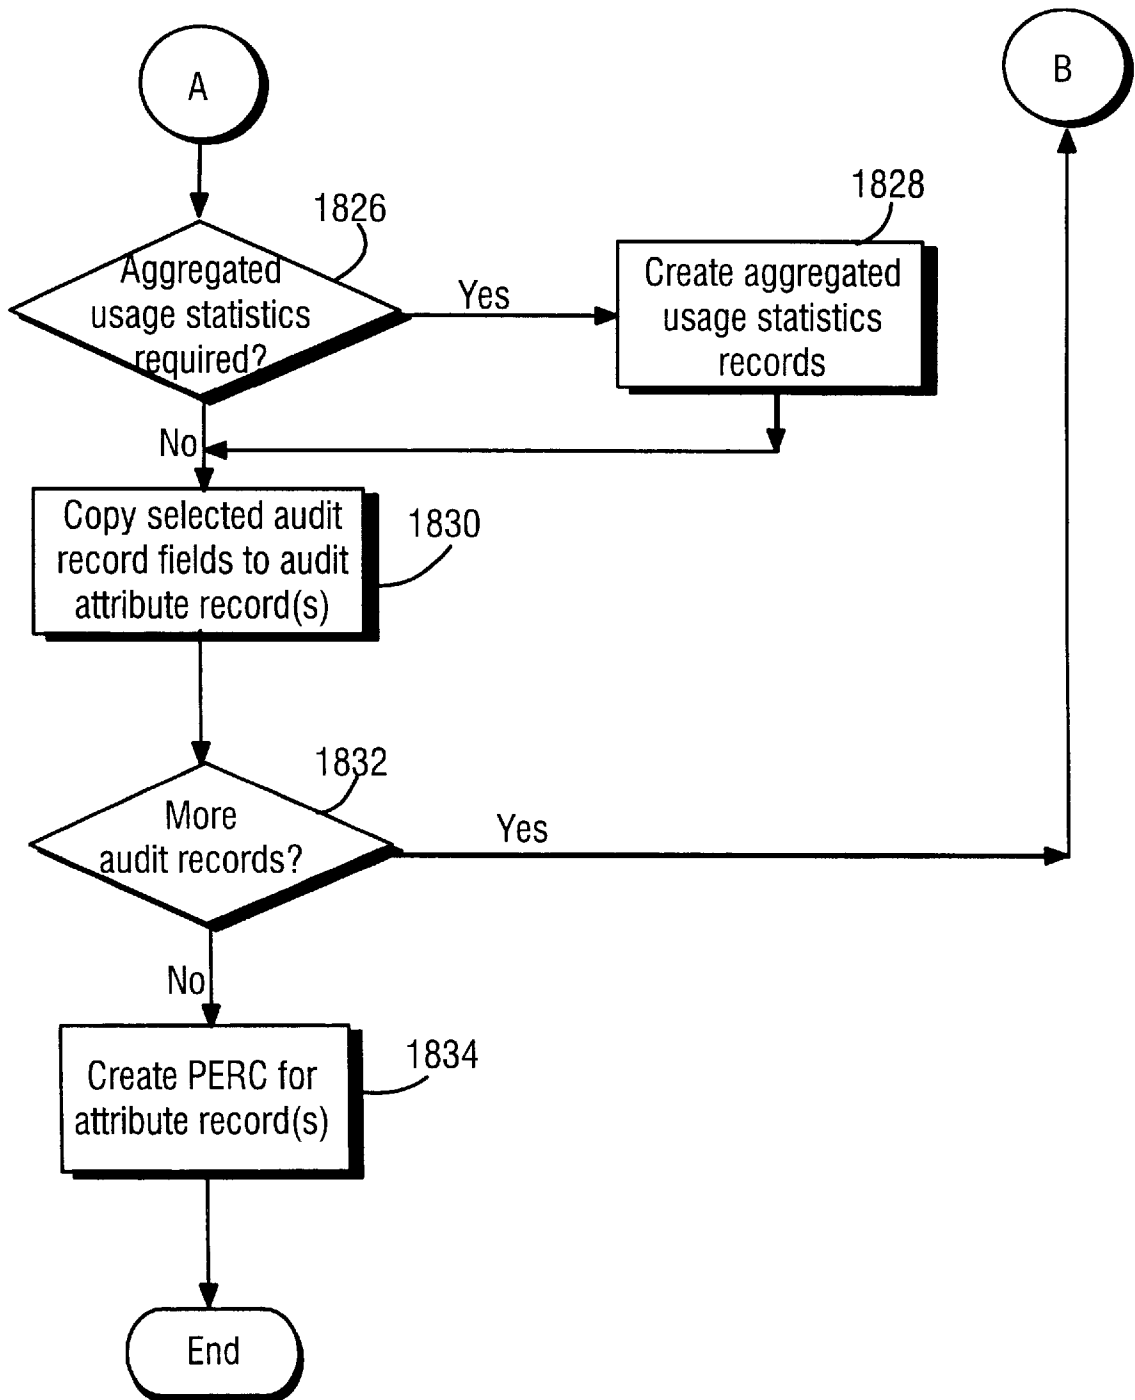 A
B
1826
1828
Aggregated
usage statistics
required?
Yes
Create aggregated
usage statistics
records
No
Copy selected audit
record fields to audit
attribute record(s)
1830
1832
More
audit records?
Yes
No
1834
Create PERC for
attribute record(s)
End